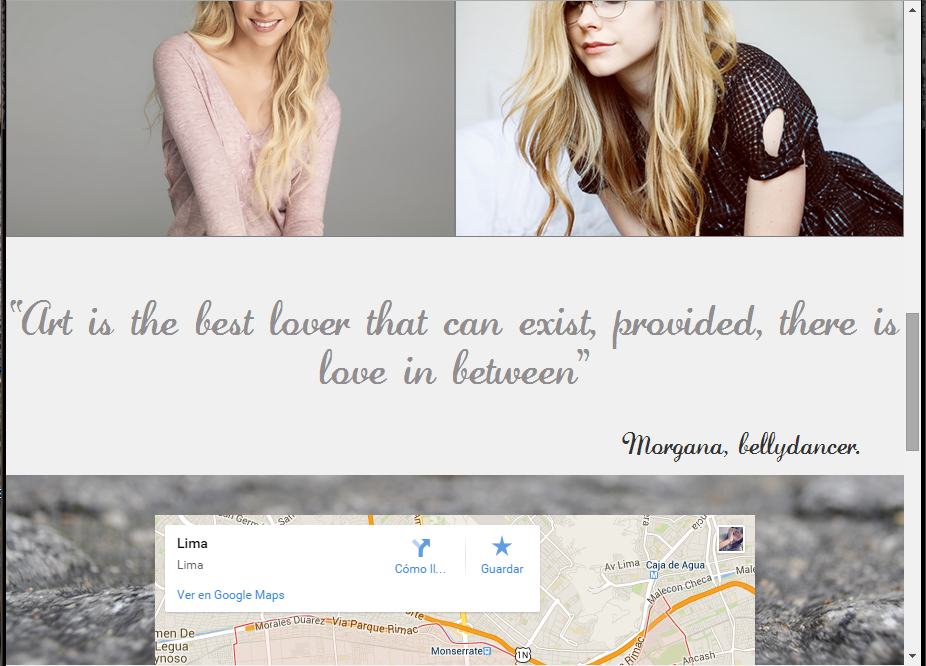 “Art is the best lover that can exist, provided, there is
love in between”
Morgana, bellydancer.
Lima
Lima
Cómo ll...
Guardar
Ver en Google Maps
Av Lima
Caja de Agua
M
Malecon Checa
Morales Duarez
Via Parque Rimac
Monserrate
1N
Ancash
men De
Legua
ynoso